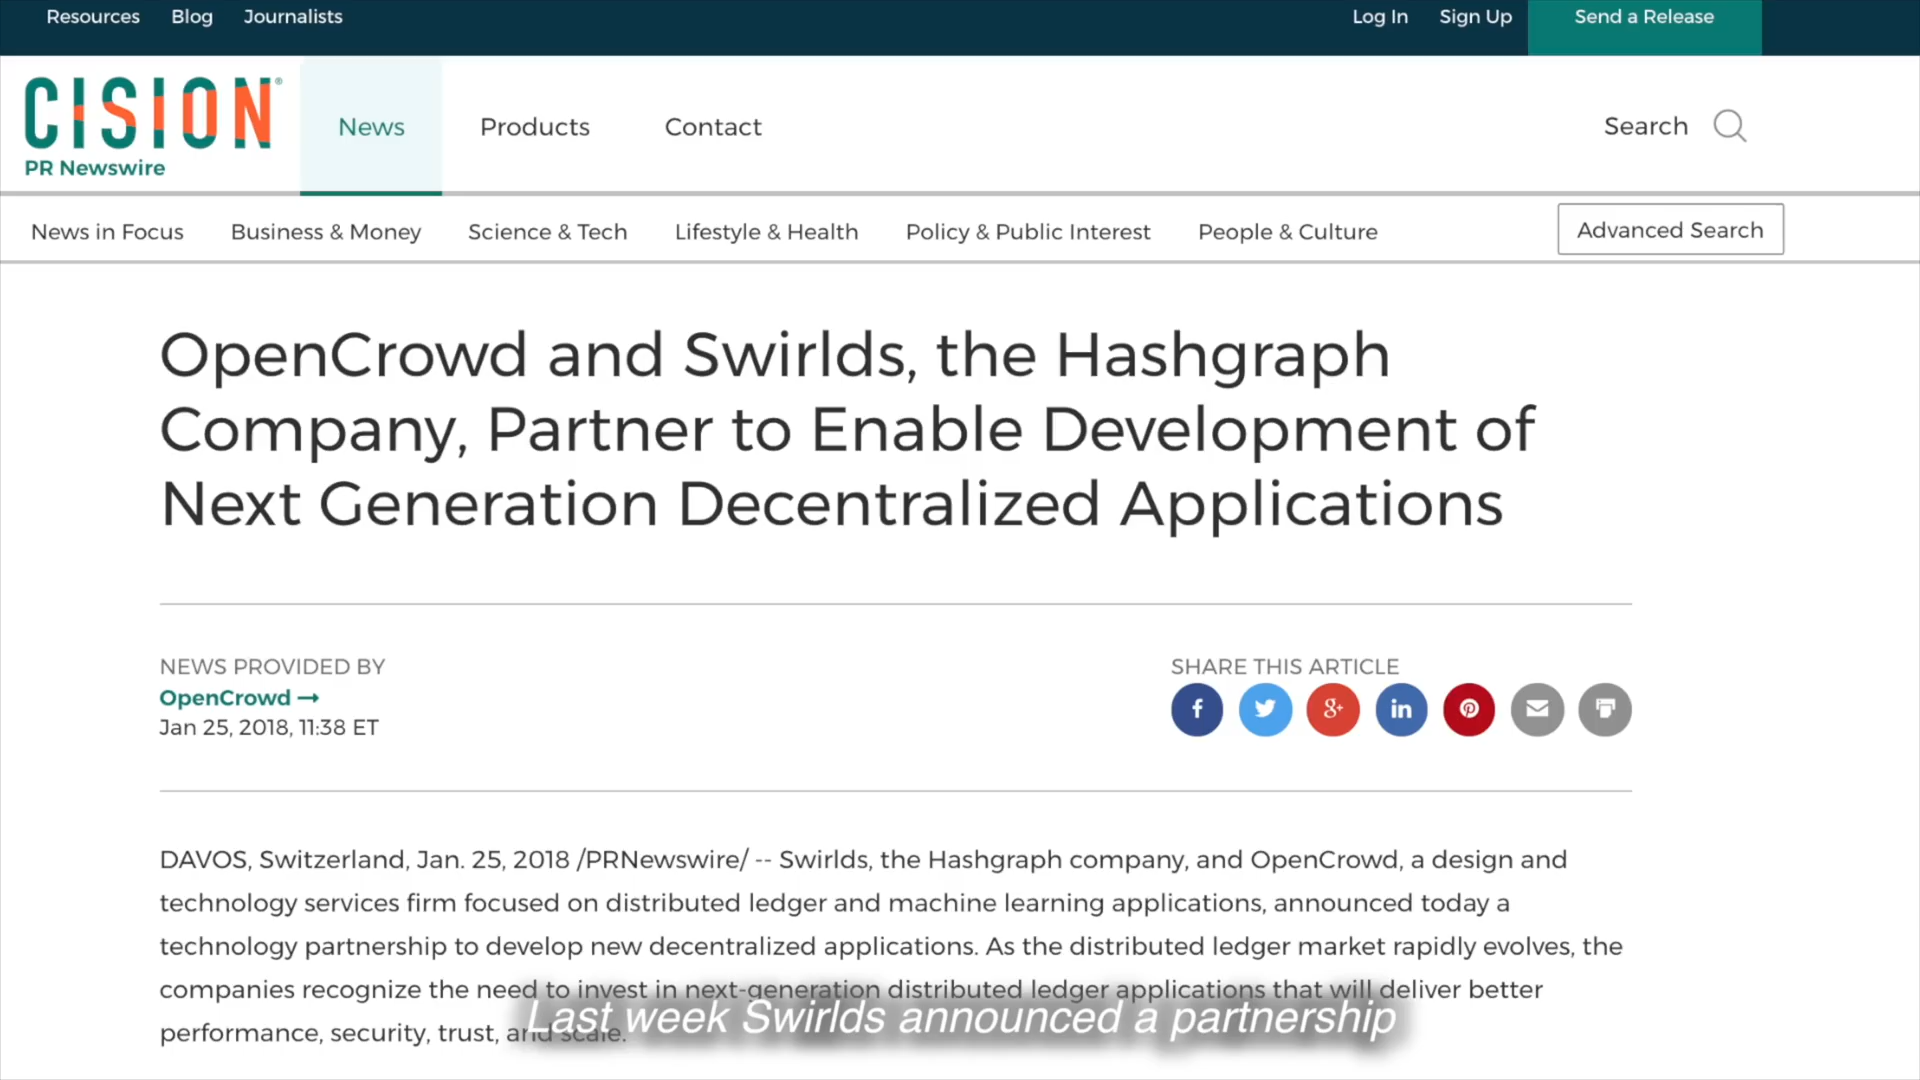 Resources Blog Journalists Log In Sign Up Send a Release
CISION®
PR Newswire
News Products Contact Search
News in Focus Business & Money Science & Tech Lifestyle & Health Policy & Public Interest People & Culture Advanced Search
OpenCrowd and Swirlds, the Hashgraph
Company, Partner to Enable Development of
Next Generation Decentralized Applications
NEWS PROVIDED BY
OpenCrowd →
Jan 25, 2018, 11:38 ET
SHARE THIS ARTICLE
DAVOS, Switzerland, Jan. 25, 2018 /PRNewswire/ -- Swirlds, the Hashgraph company, and OpenCrowd, a design and
technology services firm focused on distributed ledger and machine learning applications, announced today a
technology partnership to develop new decentralized applications. As the distributed ledger market rapidly evolves, the
companies recognize the need to invest in next-generation distributed ledger applications that will deliver better
performance, security, trust, and scale.
Last week Swirlds announced a partnership